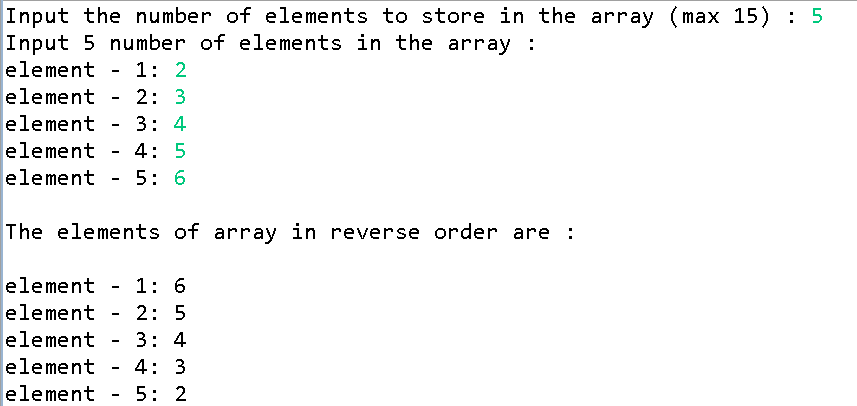 Input the number of elements to store in the array (max 15) : 5
Input 5 number of elements in the array :
element - 1: 2
element - 2: 3
element - 3: 4
element - 4: 5
element - 5: 6
The elements of array in reverse order are :
element - 1: 6
element - 2: 5
element - 3: 4
element - 4: 3
element - 5: 2